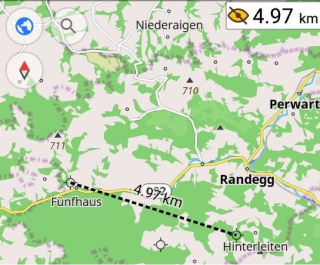 Niederaigen
4.97 km
710
Perwart
711
Randegg
4.97 km
Fünfhaus
Hinterleiten